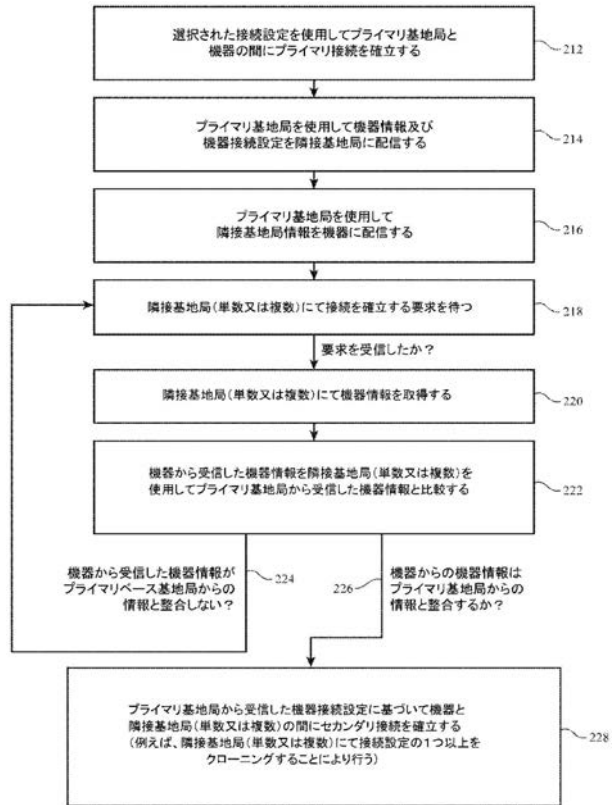 選択された接続設定を使用してプライマリ基地局と
機器の間にプライマリ接続を確立する
212
プライマリ基地局を使用して機器情報及び
機器接続設定を隣接基地局に配信する
214
プライマリ基地局を使用して
隣接基地局情報を機器に配信する
216
隣接基地局(単数又は複数)にて接続を確立する要求を待つ
218
要求を受信したか?
隣接基地局(単数又は複数)にて機器情報を取得する
220
機器から受信した機器情報を隣接基地局(単数又は複数)を
使用してプライマリ基地局から受信した機器情報と比較する
222
機器から受信した機器情報が
プライマリベース基地局からの
情報と整合しない?
224
226
機器からの機器情報は
プライマリ基地局からの
情報と整合するか?
プライマリ基地局から受信した機器接続設定に基づいて機器と
隣接基地局(単数又は複数)の間にセカンダリ接続を確立する
(例えば、隣接基地局(単数又は複数)にて接続設定の1つ以上を
クローニングすることにより行う)
228